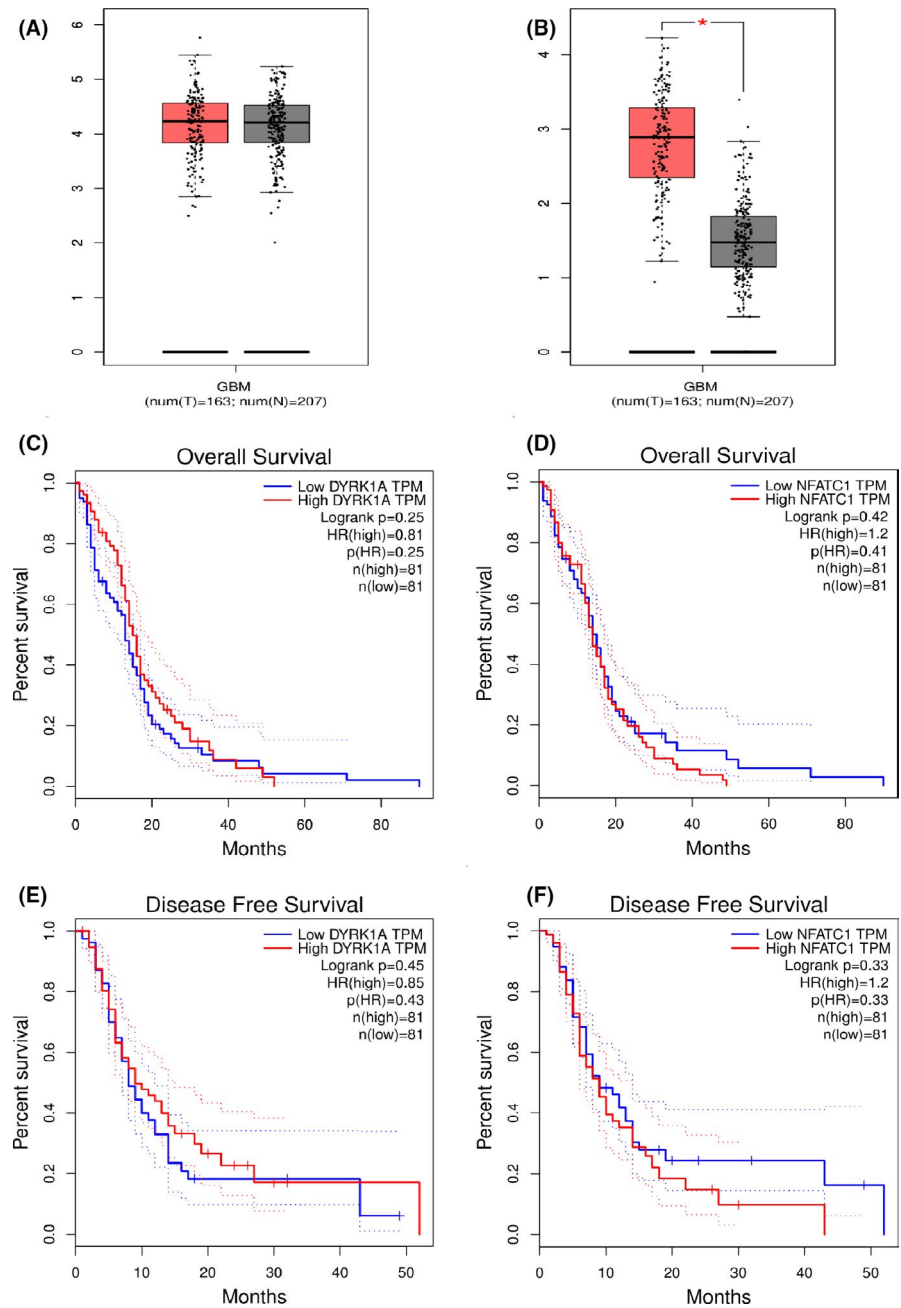 (A)
6
5
4
3
2
1
0
GBM
(num(T)=163; num(N)=207)
(B)
*
4
3
2
1
0
GBM
(num(T)=163; num(N)=207)
(C)
Overall Survival
Low DYRK1A TPM
High DYRK1A TPM
Logrank p=0.25
HR(high)=0.81
p(HR)=0.25
n(high)=81
n(low)=81
Percent survival
1.0
0.8
0.6
0.4
0.2
0.0
0 20 40 60 80
Months
(D)
Overall Survival
Low NFATC1 TPM
High NFATC1 TPM
Logrank p=0.42
HR(high)=1.2
p(HR)=0.41
n(high)=81
n(low)=81
Percent survival
1.0
0.8
0.6
0.4
0.2
0.0
0 20 40 60 80
Months
(E)
Disease Free Survival
Low DYRK1A TPM
High DYRK1A TPM
Logrank p=0.45
HR(high)=0.85
p(HR)=0.43
n(high)=81
n(low)=81
Percent survival
1.0
0.8
0.6
0.4
0.2
0.0
0 10 20 30 40 50
Months
(F)
Disease Free Survival
Low NFATC1 TPM
High NFATC1 TPM
Logrank p=0.33
HR(high)=1.2
p(HR)=0.33
n(high)=81
n(low)=81
Percent survival
1.0
0.8
0.6
0.4
0.2
0.0
0 10 20 30 40 50
Months